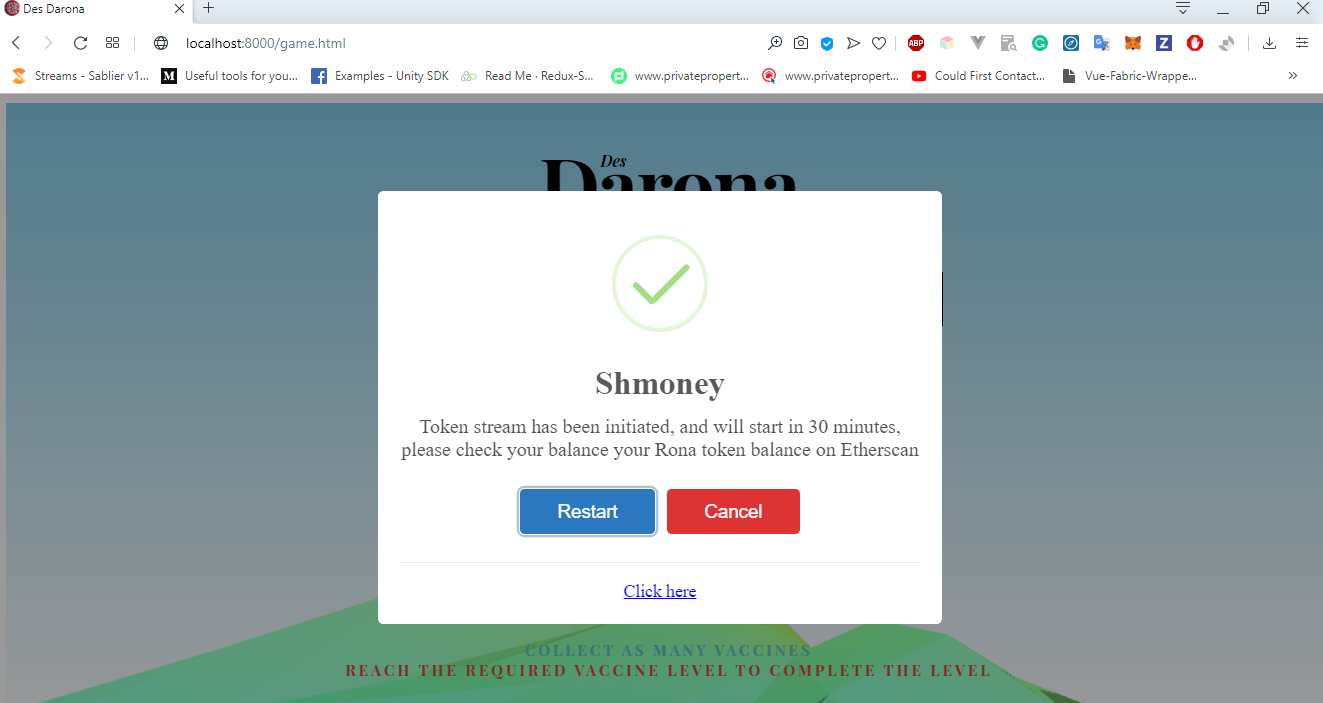 Des Darona
localhost:8000/game.html
ABP
Streams - Sablier v1...
Useful tools for you...
Examples - Unity SDK
Read Me · Redux-S...
www.privatepropert...
www.privatepropert...
Could First Contact...
Vue-Fabric-Wrappe...
Des
Darona
Shmoney
Token stream has been initiated, and will start in 30 minutes,
please check your balance your Rona token balance on Etherscan
Restart
Cancel
Click here
COLLECT AS MANY VACCINES
REACH THE REQUIRED VACCINE LEVEL TO COMPLETE THE LEVEL